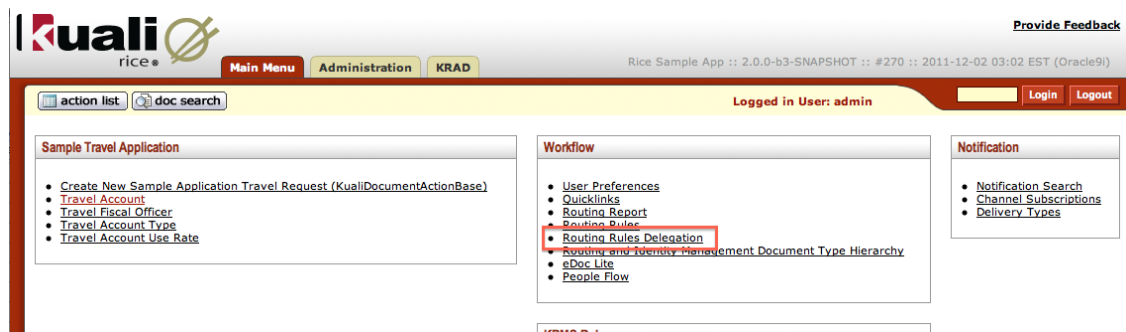 Kuali
rice
Provide Feedback
Main Menu Administration KRAD
Rice Sample App :: 2.0.0-b3-SNAPSHOT :: #270 :: 2011-12-02 03:02 EST (Oracle9i)
action list doc search
Logged in User: admin
Login Logout
Sample Travel Application
Create New Sample Application Travel Request (KualiDocumentActionBase)
Travel Account
Travel Fiscal Officer
Travel Account Type
Travel Account Use Rate
Workflow
User Preferences
Quicklinks
Routing Report
Routing Rules
Routing Rules Delegation
Routing and Identity Management Document Type Hierarchy
eDoc Lite
People Flow
Notification
Notification Search
Channel Subscriptions
Delivery Types